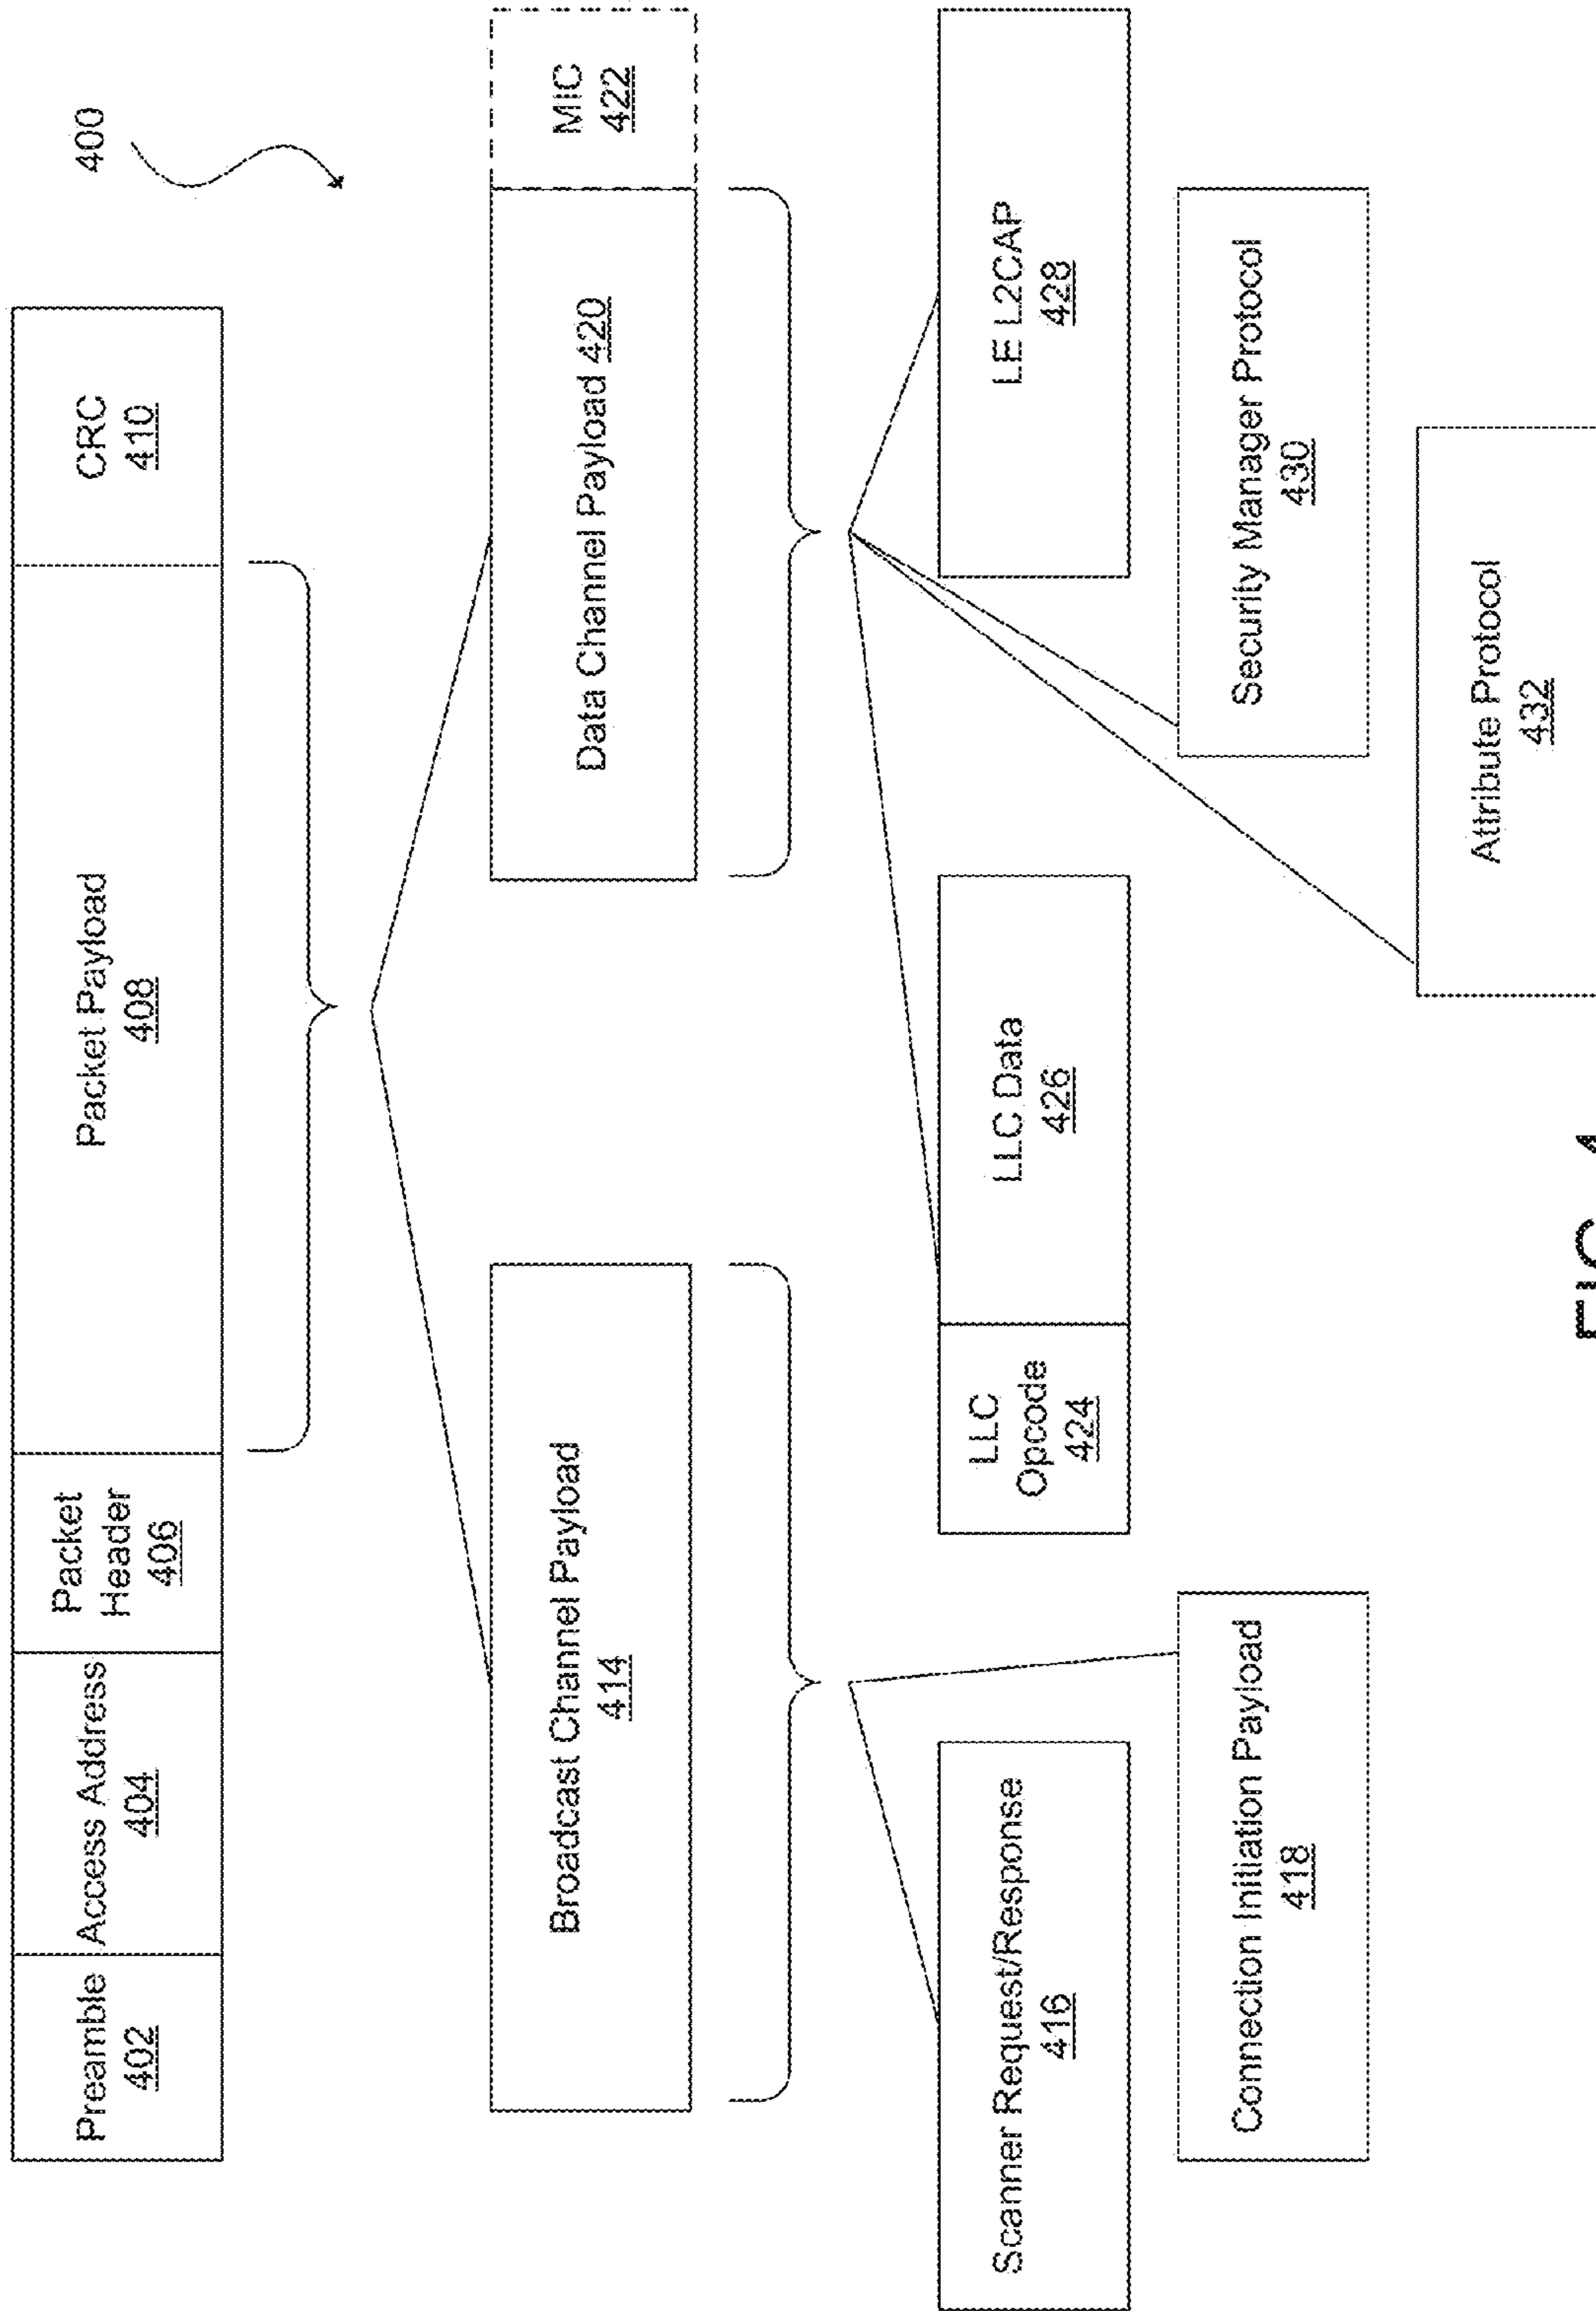 400
Preamble
402
Access Address
404
Packet
Header
406
Packet Payload
408
CRC
410
Broadcast Channel Payload
414
Data Channel Payload 420
MIC
422
Scanner Request/Response
416
Connection Initiation Payload
418
LLC
Opcode
424
LLC Data
426
LE L2CAP
428
Security Manager Protocol
430
Attribute Protocol
432